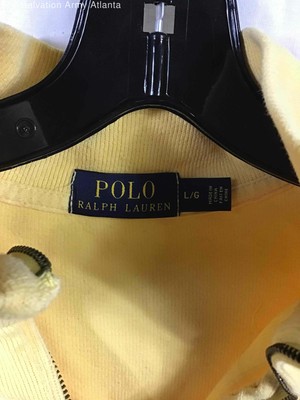 Salvation Army Atlanta
POLO
RALPH LAUREN
L/G